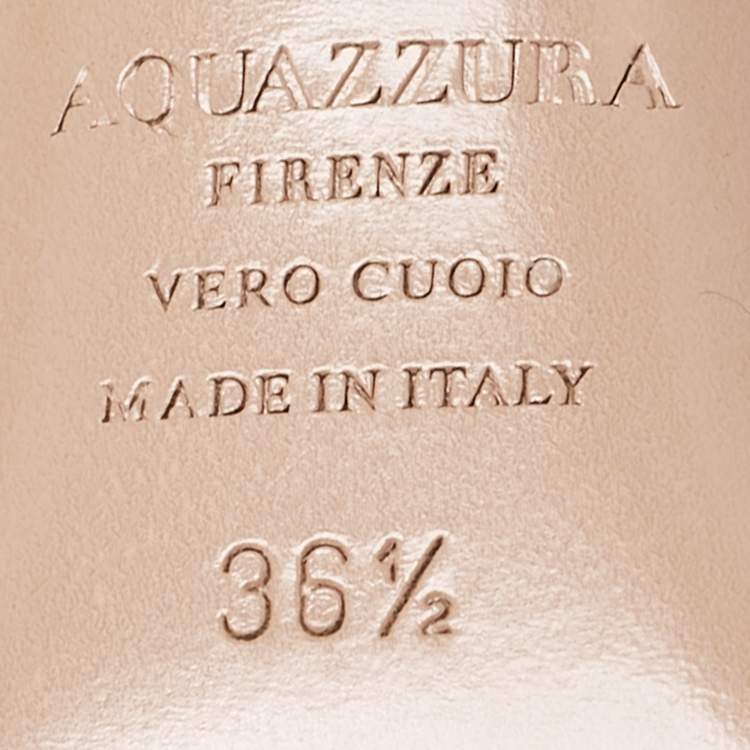 AQUAZZURA
FIRENZE
VERO CUOIO
MADE IN ITALY
36½